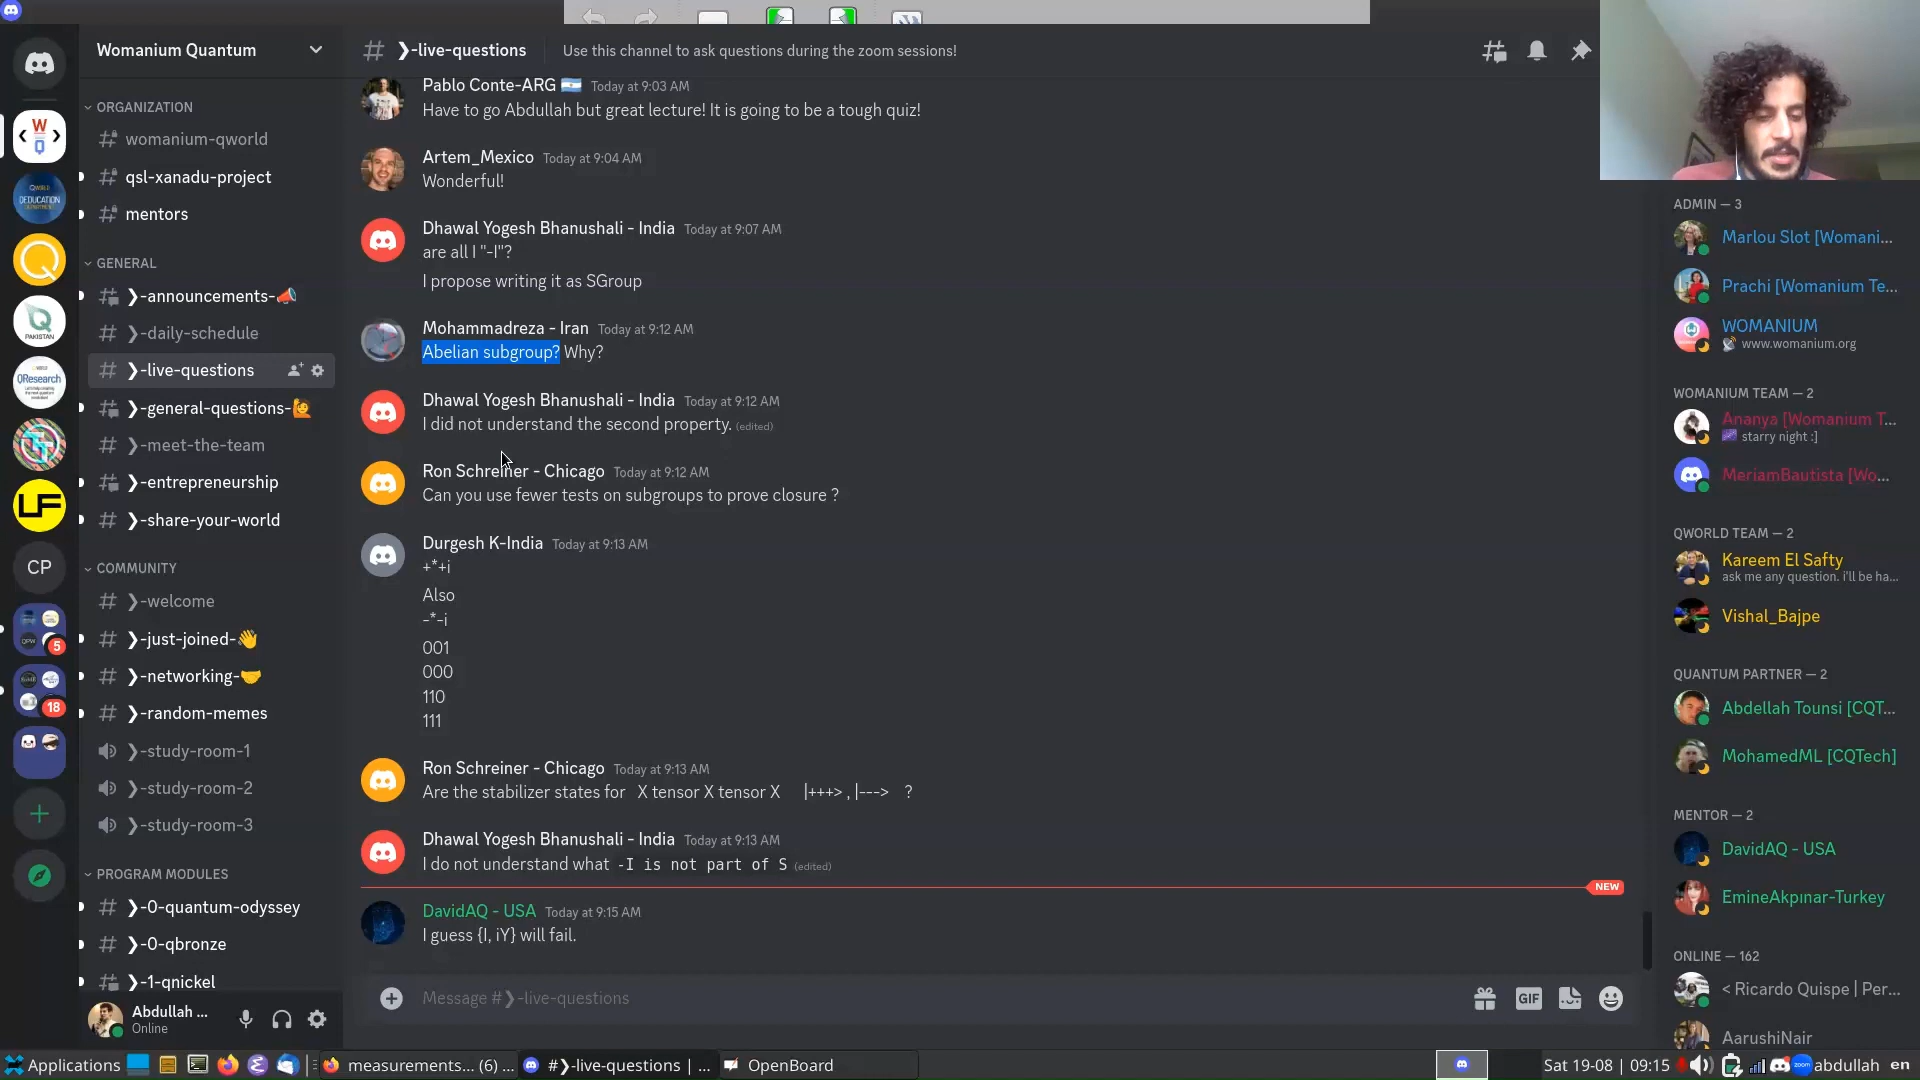 Womanium Quantum
ORGANIZATION
womanium-qworld
qsl-xanadu-project
mentors
GENERAL
❯-announcements-📣
❯-daily-schedule
❯-live-questions
❯-general-questions-🙋
❯-meet-the-team
❯-entrepreneurship
❯-share-your-world
COMMUNITY
❯-welcome
❯-just-joined-👋
❯-networking-🤝
❯-random-memes
❯-study-room-1
❯-study-room-2
❯-study-room-3
PROGRAM MODULES
❯-0-quantum-odyssey
❯-0-qbronze
❯-1-qnickel
Abdullah ...
Online
W
Q
PAKISTAN
QResearch
LF
CP
5
18
❯-live-questions
Use this channel to ask questions during the zoom sessions!
Pablo Conte-ARG 🇦🇷 Today at 9:03 AM
Have to go Abdullah but great lecture! It is going to be a tough quiz!
Artem_Mexico Today at 9:04 AM
Wonderful!
Dhawal Yogesh Bhanushali - India Today at 9:07 AM
are all I "-I"?
I propose writing it as SGroup
Mohammadreza - Iran Today at 9:12 AM
Abelian subgroup? Why?
Dhawal Yogesh Bhanushali - India Today at 9:12 AM
I did not understand the second property. (edited)
Ron Schreiner - Chicago Today at 9:12 AM
Can you use fewer tests on subgroups to prove closure ?
Durgesh K-India Today at 9:13 AM
+*+i
Also
-*-i
001
000
110
111
Ron Schreiner - Chicago Today at 9:13 AM
Are the stabilizer states for X tensor X tensor X |+++> , |---> ?
Dhawal Yogesh Bhanushali - India Today at 9:13 AM
I do not understand what -I is not part of S (edited)
NEW
DavidAQ - USA Today at 9:15 AM
I guess {I, iY} will fail.
Message #❯-live-questions
GIF
ADMIN — 3
Marlou Slot [Womani...
Prachi [Womanium Te...
WOMANIUM
www.womanium.org
WOMANIUM TEAM — 2
Ananya [Womanium T...
starry night :]
MeriamBautista [Wo...
QWORLD TEAM — 2
Kareem El Safty
ask me any question. i'll be ha...
Vishal_Bajpe
QUANTUM PARTNER — 2
Abdellah Tounsi [CQT...
MohamedML [CQTech]
MENTOR — 2
DavidAQ - USA
EmineAkpınar-Turkey
ONLINE — 162
< Ricardo Quispe | Per...
AarushiNair
Applications
measurements... (6) ...
#❯-live-questions | ...
OpenBoard
Sat 19-08 | 09:15
zoom
abdullah
en